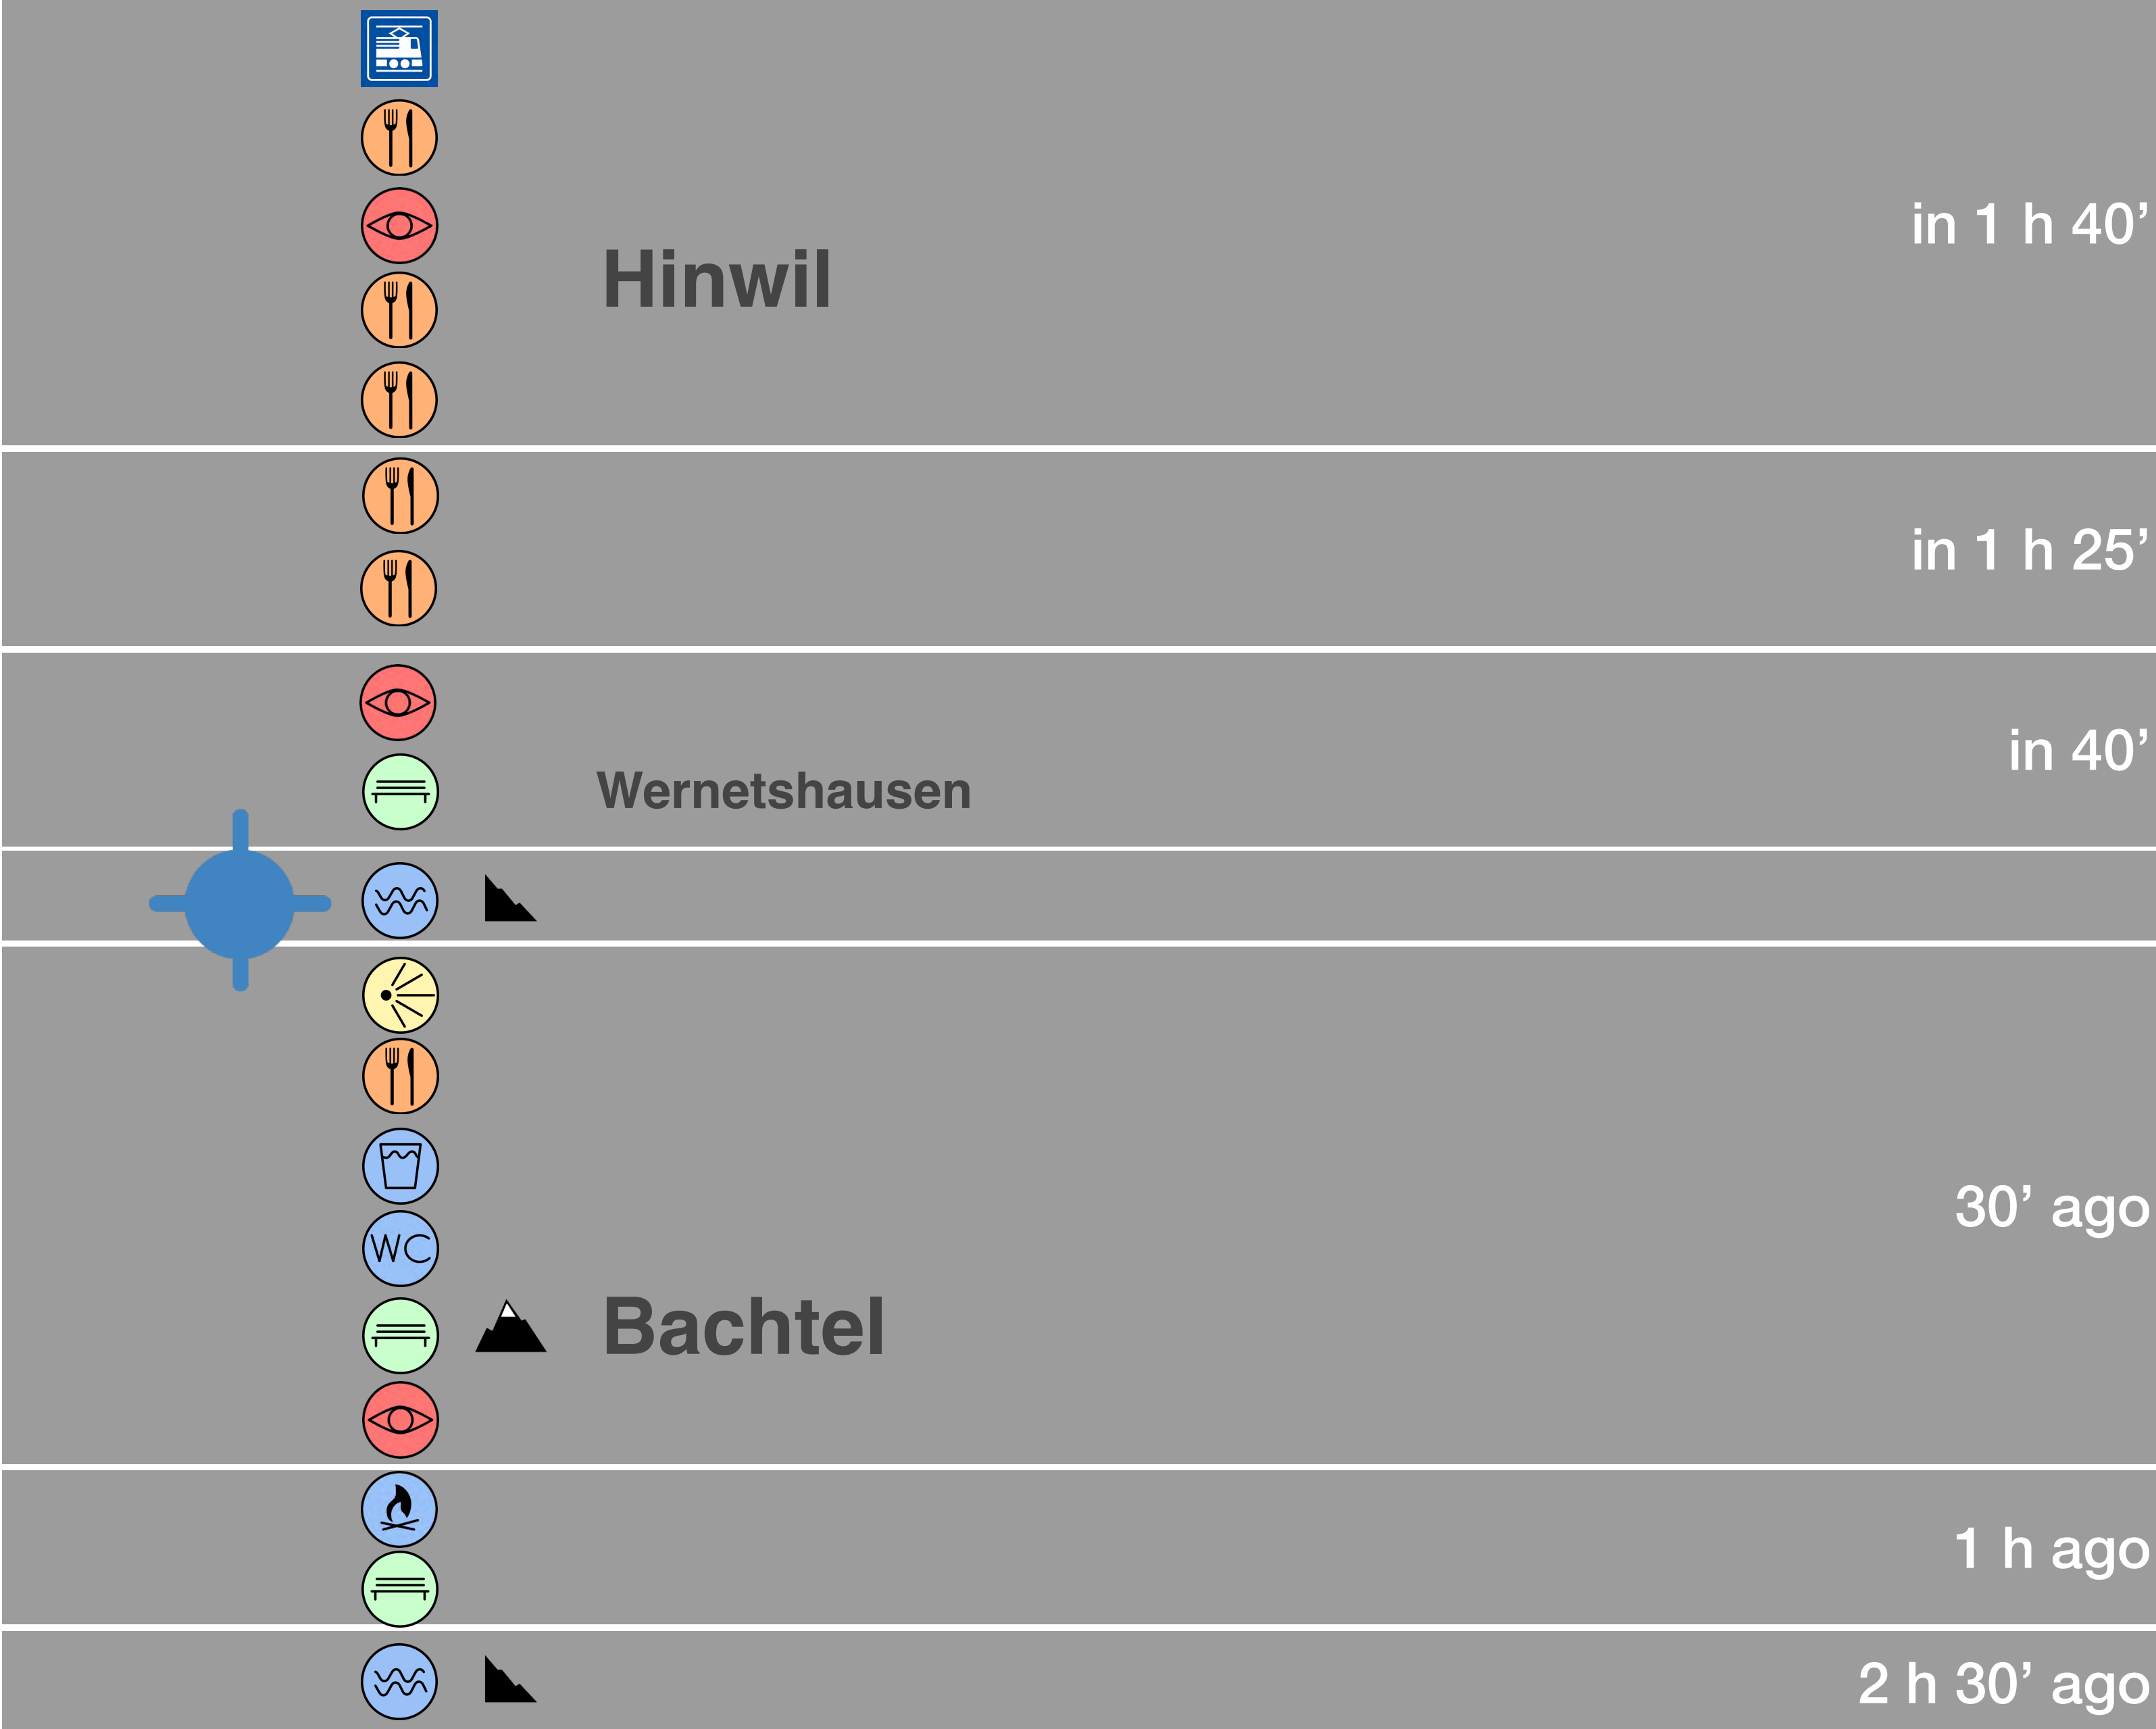 in 1 h 40’
Hinwil
in 1 h 25’
in 40’
Wernetshausen
30’ ago
WC
Bachtel
1 h ago
2 h 30’ ago